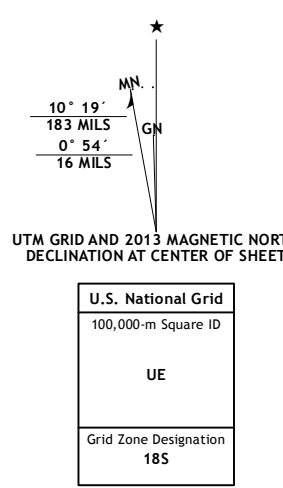 ★
MN
GN
10° 19´
183 MILS
0° 54´
16 MILS
UTM GRID AND 2013 MAGNETIC NORT
DECLINATION AT CENTER OF SHEET
U.S. National Grid
100,000-m Square ID
UE
Grid Zone Designation
18S